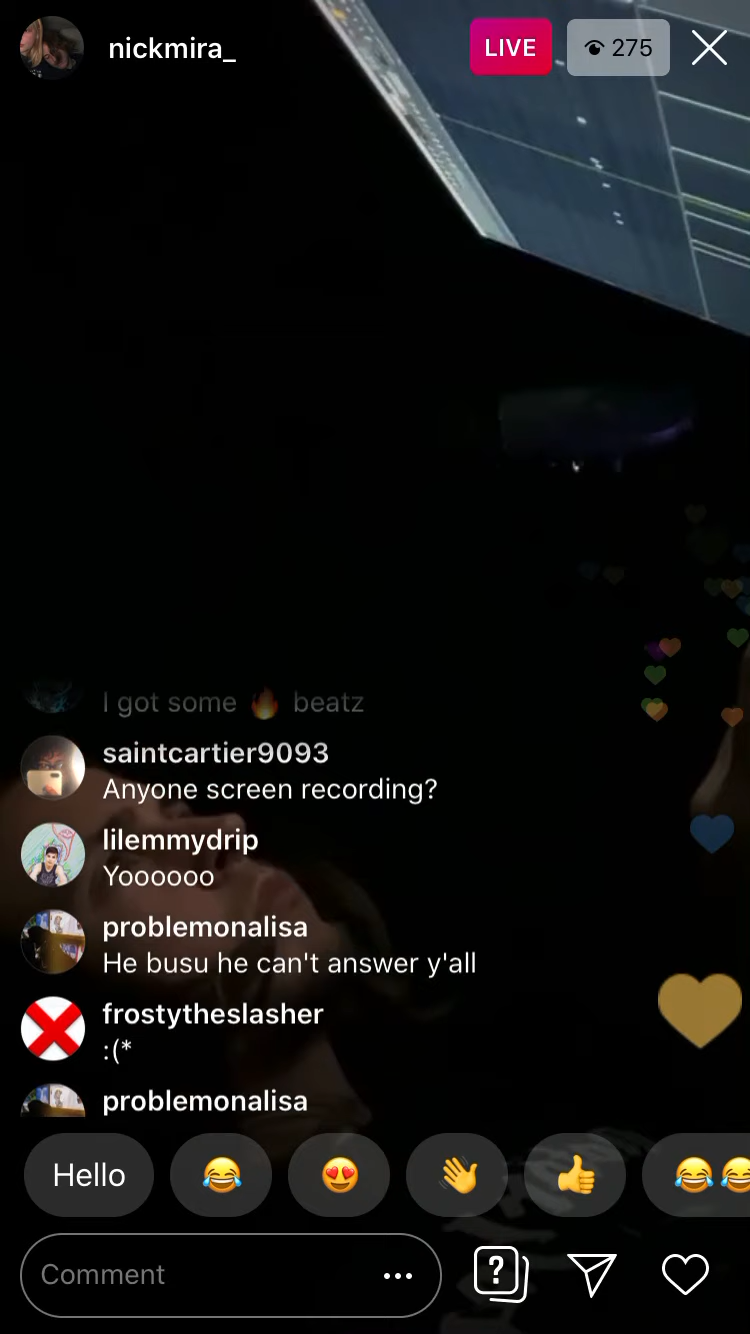 nickmira_
LIVE
275
I got some 🔥 beatz
saintcartier9093
Anyone screen recording?
lilemmydrip
Yoooooo
problemonalisa
He busu he can't answer y'all
frostytheslasher
:(*
problemonalisa
Hello 😂 😍 👋 👍 😂😂
Comment
?